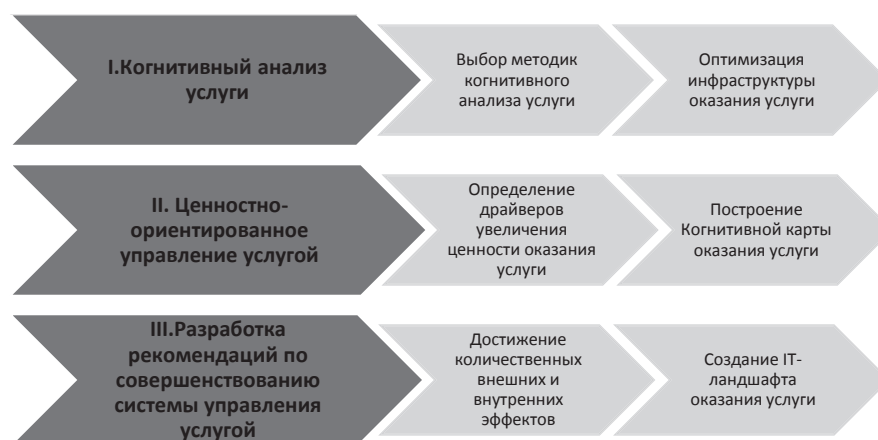 I.Когнитивный анализ
услуги
Выбор методик
когнитивного
анализа услуги
Оптимизация
инфраструктуры
оказания услуги
II. Ценностно-
ориентированное
управление услугой
Определение
драйверов
увеличения
ценности оказания
услуги
Построение
Когнитивной карты
оказания услуги
III.Разработка
рекомендаций по
совершенствованию
системы управления
услугой
Достижение
количественных
внешних и
внутренних
эффектов
Создание IT-
ландшафта
оказания услуги